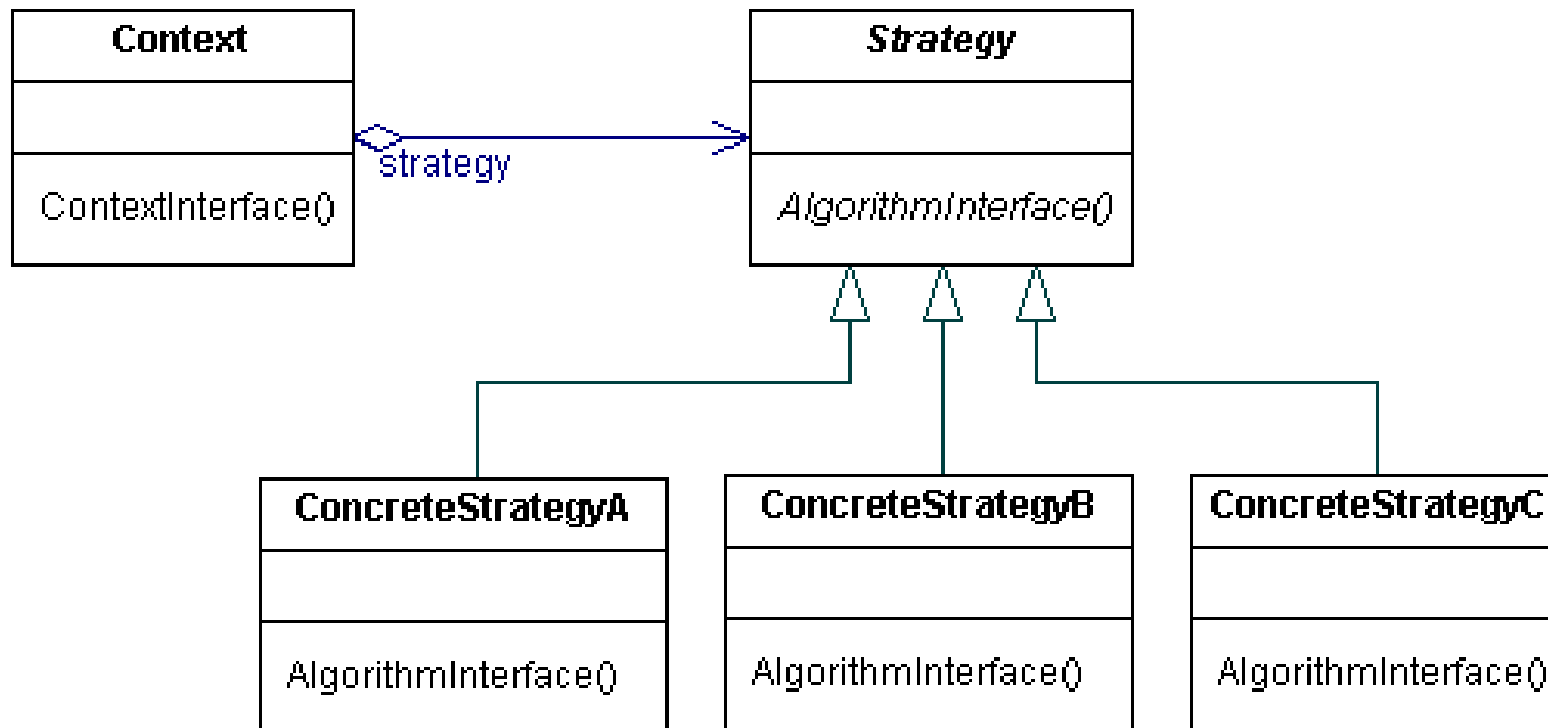 Context
Strategy
strategy
ContextInterface()
AlgorithmInterface()
ConcreteStrategyA
ConcreteStrategyB
ConcreteStrategyC
AlgorithmInterface()
AlgorithmInterface()
AlgorithmInterface()